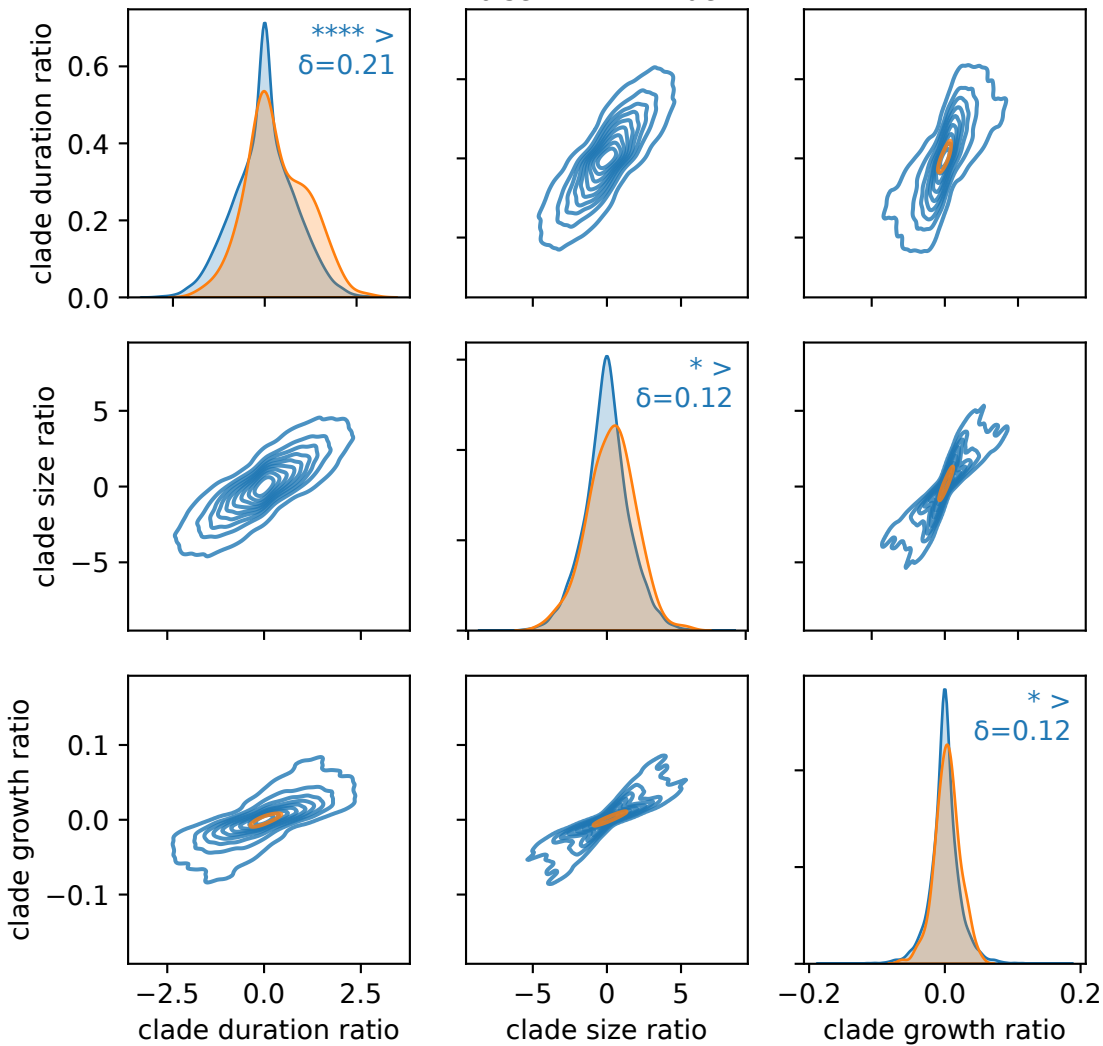 clade duration ratio
0.6
0.4
0.2
0.0
**** >
δ=0.21
clade size ratio
5
0
−5
* >
δ=0.12
clade growth ratio
0.1
0.0
−0.1
* >
δ=0.12
−2.5 0.0 2.5
clade duration ratio
−5 0 5
clade size ratio
−0.2 0.0 0.2
clade growth ratio